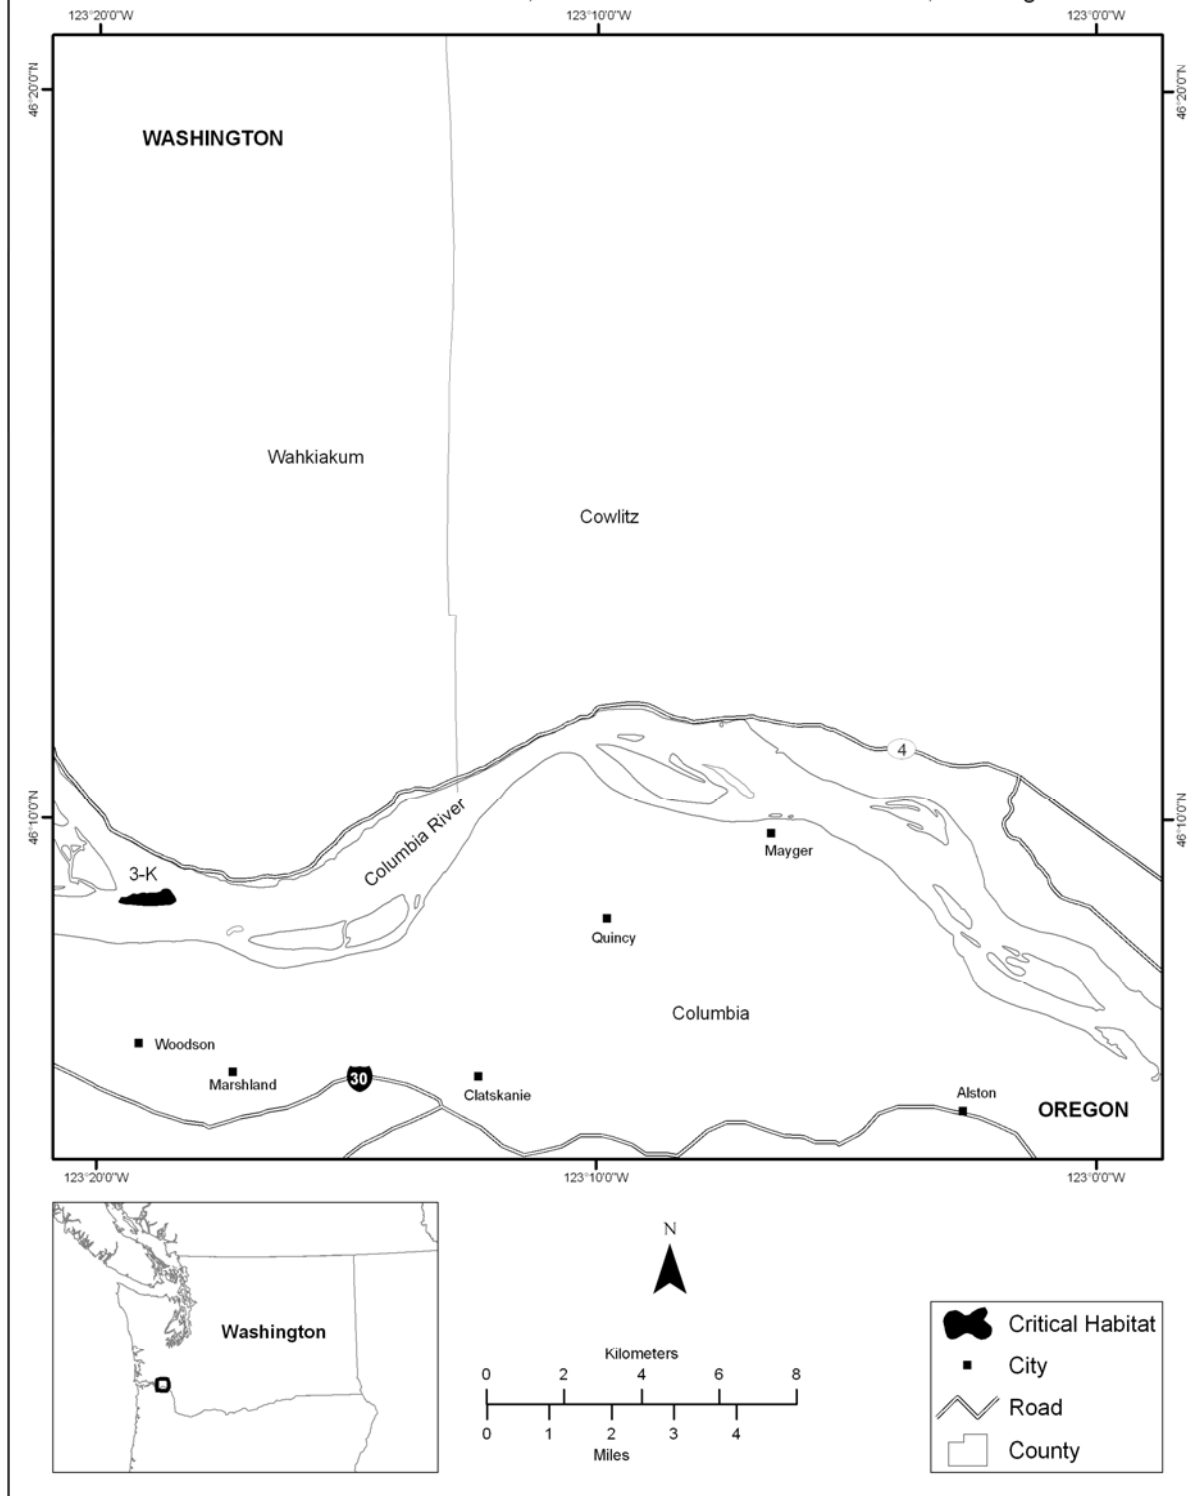 123°20'0"W 123°10'0"W 123°0'0"W
46°20'0"N 46°20'0"N
WASHINGTON
Wahkiakum
Cowlitz
4
46°10'0"N 46°10'0"N
Columbia River
Mayger
3-K
Quincy
Columbia
Woodson
Marshland
30
Clatskanie
Alston
OREGON
123°20'0"W 123°10'0"W 123°0'0"W
N
Washington
Kilometers
0 2 4 6 8
0 1 2 3 4
Miles
Critical Habitat
City
Road
County